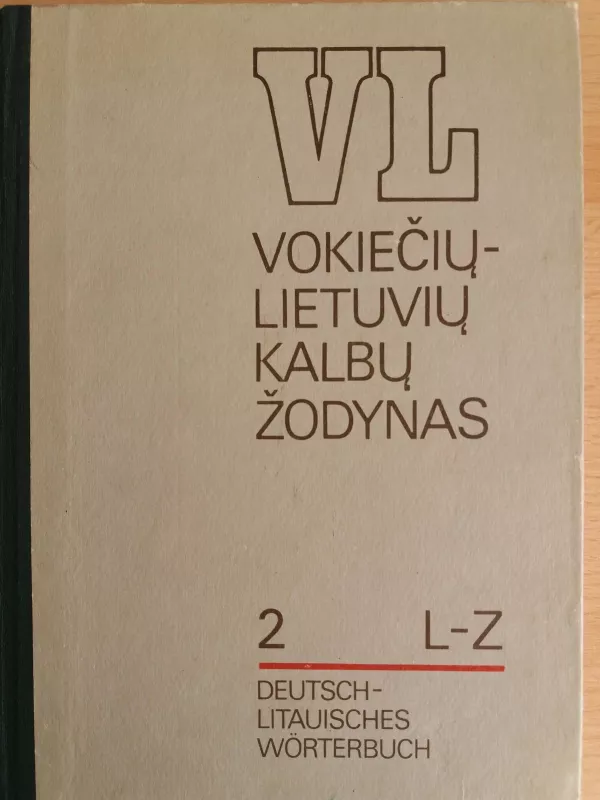 VL
VOKIEČIŲ-
LIETUVIŲ
KALBŲ
ŽODYNAS
2 L-Z
DEUTSCH-
LITAUISCHES
WÖRTERBUCH